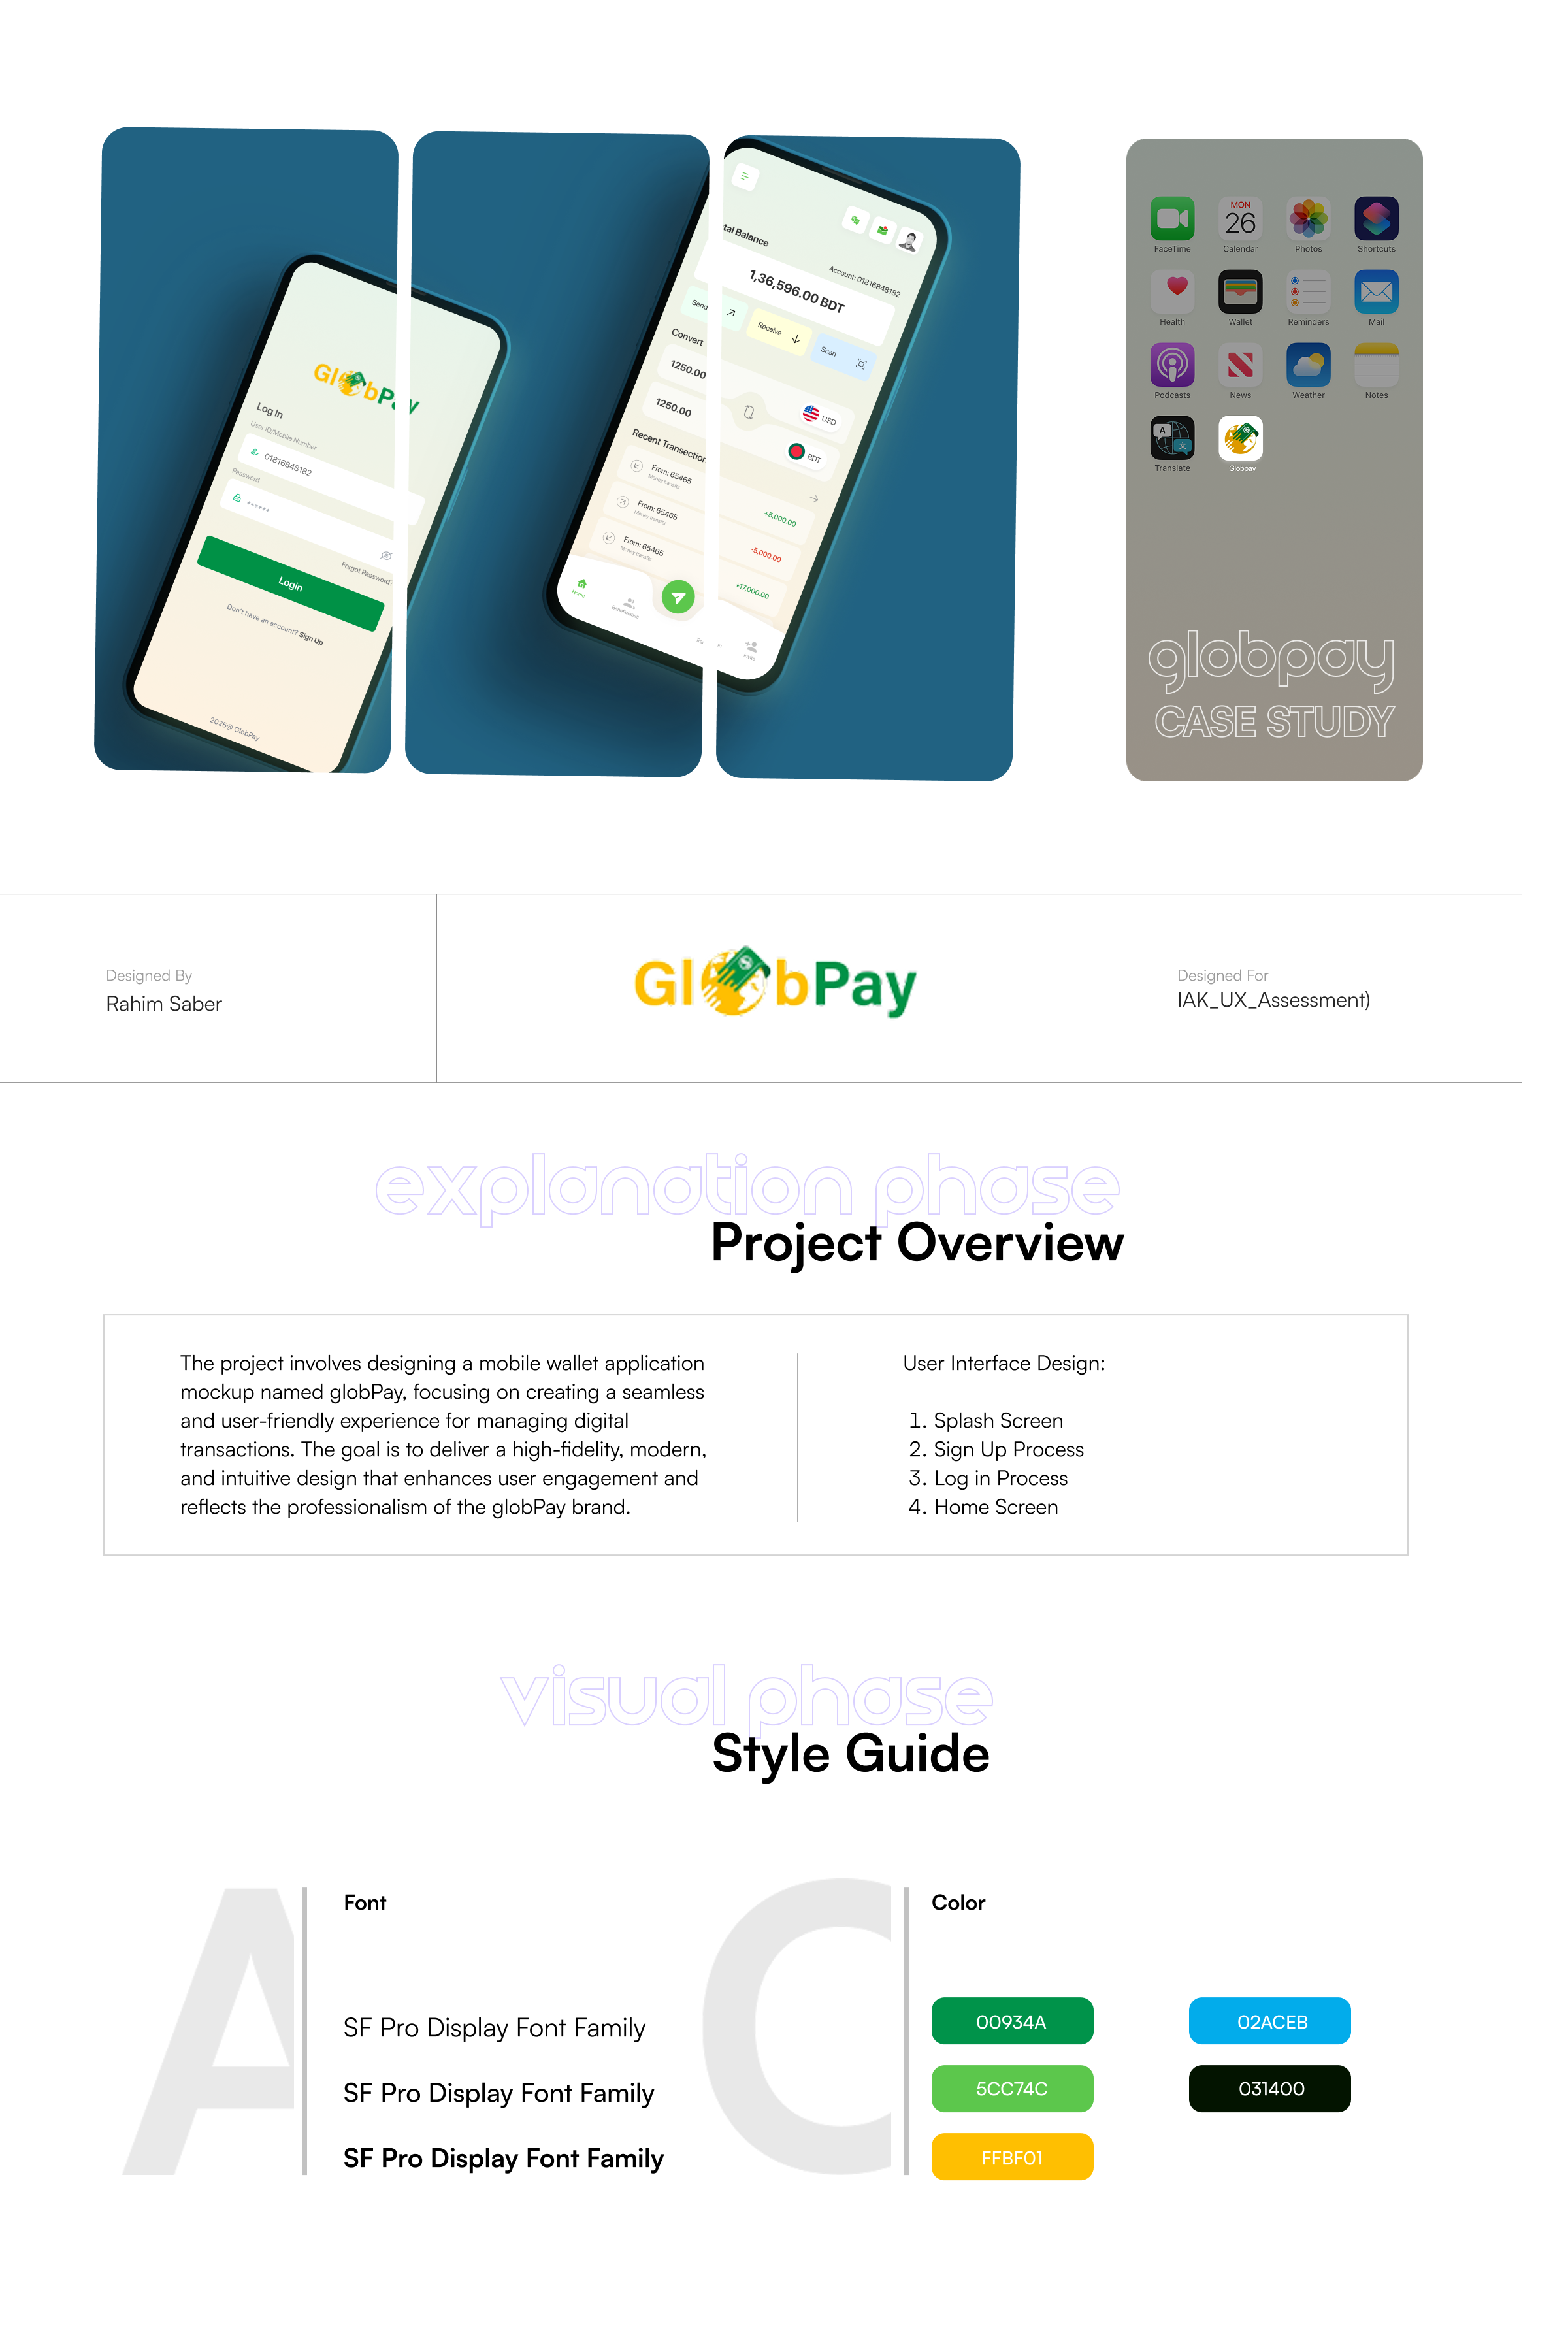 GlobPay
Log In
User ID/Mobile Number
01816848182
Password
******
Forgot Password?
Login
Don't have an account? Sign Up
2025@ GlobPay
tal Balance
Account: 01816848182
1,36,596.00 BDT
Send
Receive
Scan
Convert
1250.00
USD
1250.00
BDT
Recent Transection
From: 65465
Money transfer
+5,000.00
From: 65465
Money transfer
-5,000.00
From: 65465
Money transfer
+17,000.00
Home
Beneficiaries
Invite
MON
26
FaceTime
Calendar
Photos
Shortcuts
Health
Wallet
Reminders
Mail
Podcasts
News
Weather
Notes
A
文
Translate
Globpay
globpay
CASE STUDY
Designed By
Rahim Saber
GlobPay
Designed For
IAK_UX_Assessment)
explanation phase
Project Overview
The project involves designing a mobile wallet application
mockup named globPay, focusing on creating a seamless
and user-friendly experience for managing digital
transactions. The goal is to deliver a high-fidelity, modern,
and intuitive design that enhances user engagement and
reflects the professionalism of the globPay brand.
User Interface Design:
1. Splash Screen
2. Sign Up Process
3. Log in Process
4. Home Screen
visual phase
Style Guide
A
Font
SF Pro Display Font Family
SF Pro Display Font Family
SF Pro Display Font Family
C
Color
00934A
02ACEB
5CC74C
031400
FFBF01